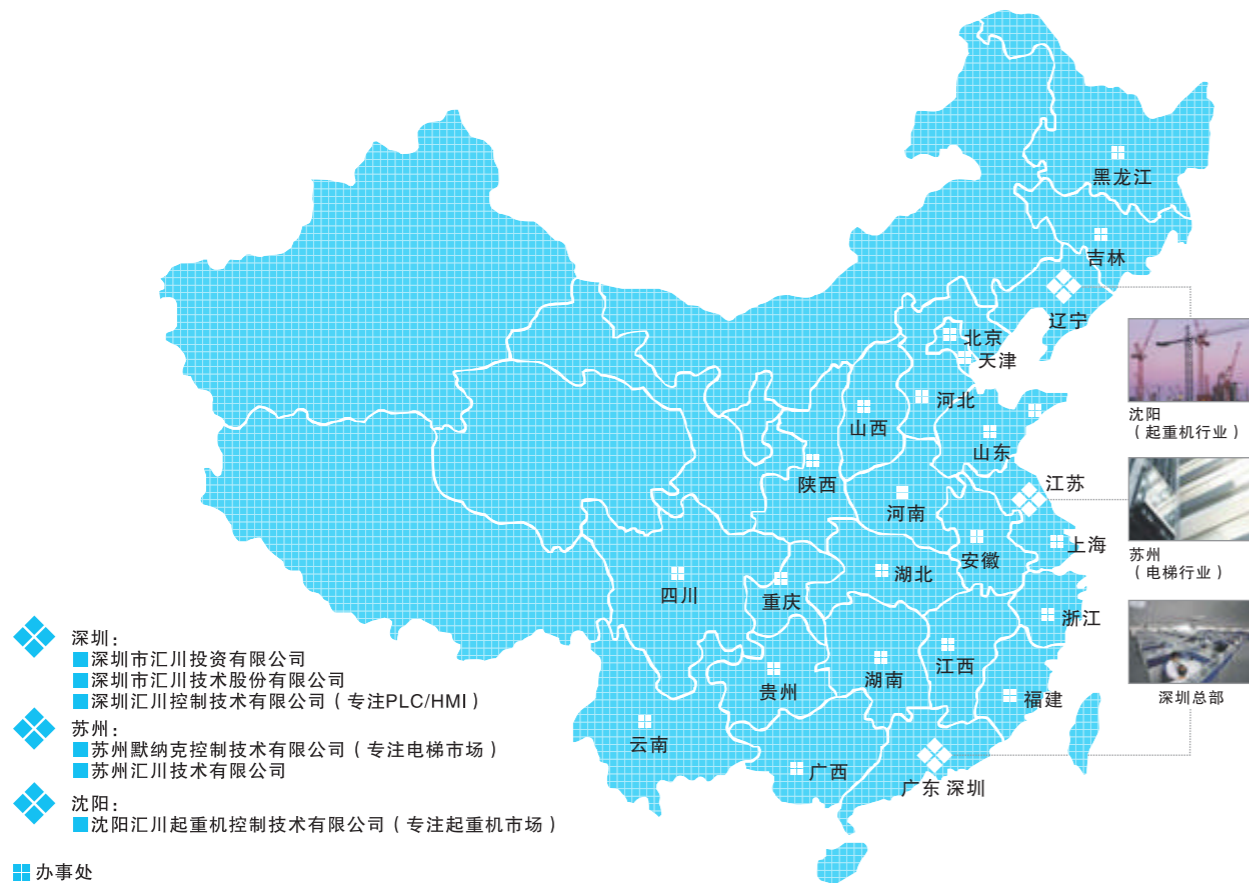 黑龙江
吉林
辽宁
北京
天津
河北
山西
山东
沈阳
（起重机行业）
陕西
河南
江苏
苏州
（电梯行业）
安徽
上海
湖北
四川
重庆
浙江
江西
湖南
贵州
福建
深圳总部
云南
广西
广东 深圳
深圳：
深圳市汇川投资有限公司
深圳市汇川技术股份有限公司
深圳汇川控制技术有限公司（专注PLC/HMI）
苏州：
苏州默纳克控制技术有限公司（专注电梯市场）
苏州汇川技术有限公司
沈阳：
沈阳汇川起重机控制技术有限公司（专注起重机市场）
办事处